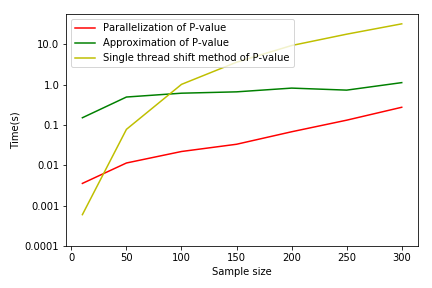 Parallelization of P-value
Approximation of P-value
Single thread shift method of P-value
10.0
1.0
0.1
0.01
0.001
0.0001
Time(s)
0 50 100 150 200 250 300
Sample size